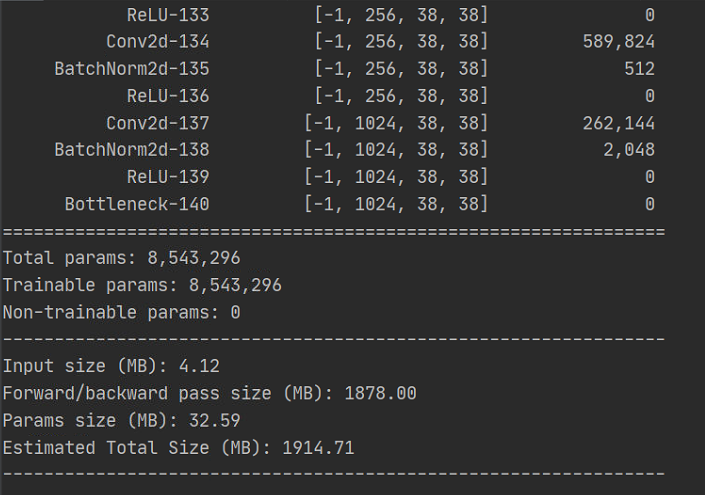 ReLU-133 [-1, 256, 38, 38] 0
Conv2d-134 [-1, 256, 38, 38] 589,824
BatchNorm2d-135 [-1, 256, 38, 38] 512
ReLU-136 [-1, 256, 38, 38] 0
Conv2d-137 [-1, 1024, 38, 38] 262,144
BatchNorm2d-138 [-1, 1024, 38, 38] 2,048
ReLU-139 [-1, 1024, 38, 38] 0
Bottleneck-140 [-1, 1024, 38, 38] 0
================================================================
Total params: 8,543,296
Trainable params: 8,543,296
Non-trainable params: 0
----------------------------------------------------------------
Input size (MB): 4.12
Forward/backward pass size (MB): 1878.00
Params size (MB): 32.59
Estimated Total Size (MB): 1914.71
----------------------------------------------------------------